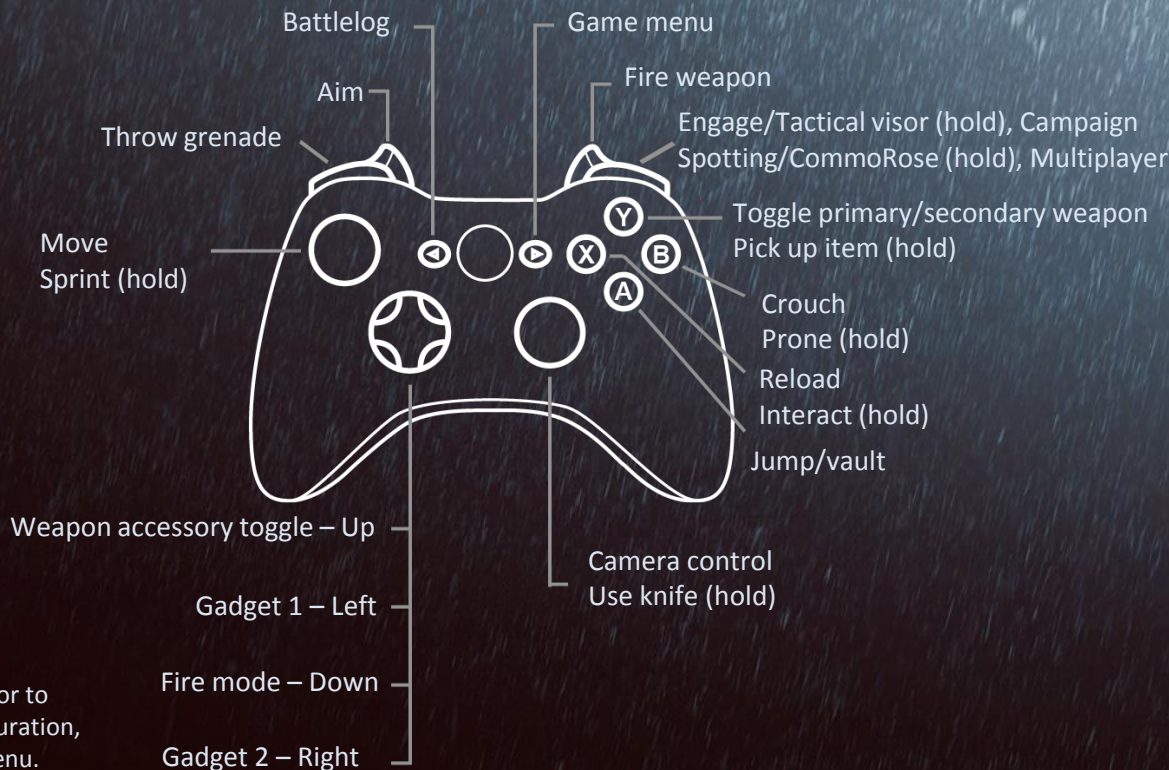 Battlelog
Game menu
Aim
Fire weapon
Throw grenade
Engage/Tactical visor (hold), Campaign
Spotting/CommoRose (hold), Multiplayer
Y
Toggle primary/secondary weapon
Pick up item (hold)
Move
Sprint (hold)
X
B
A
Crouch
Prone (hold)
Reload
Interact (hold)
Jump/vault
Weapon accessory toggle – Up
Camera control
Use knife (hold)
Gadget 1 – Left
Fire mode – Down
or to
uration,
enu.
Gadget 2 – Right